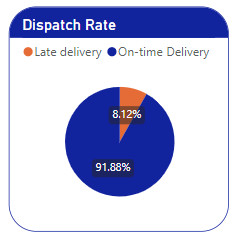 Dispatch Rate
Late delivery On-time Delivery
8.12%
91.88%